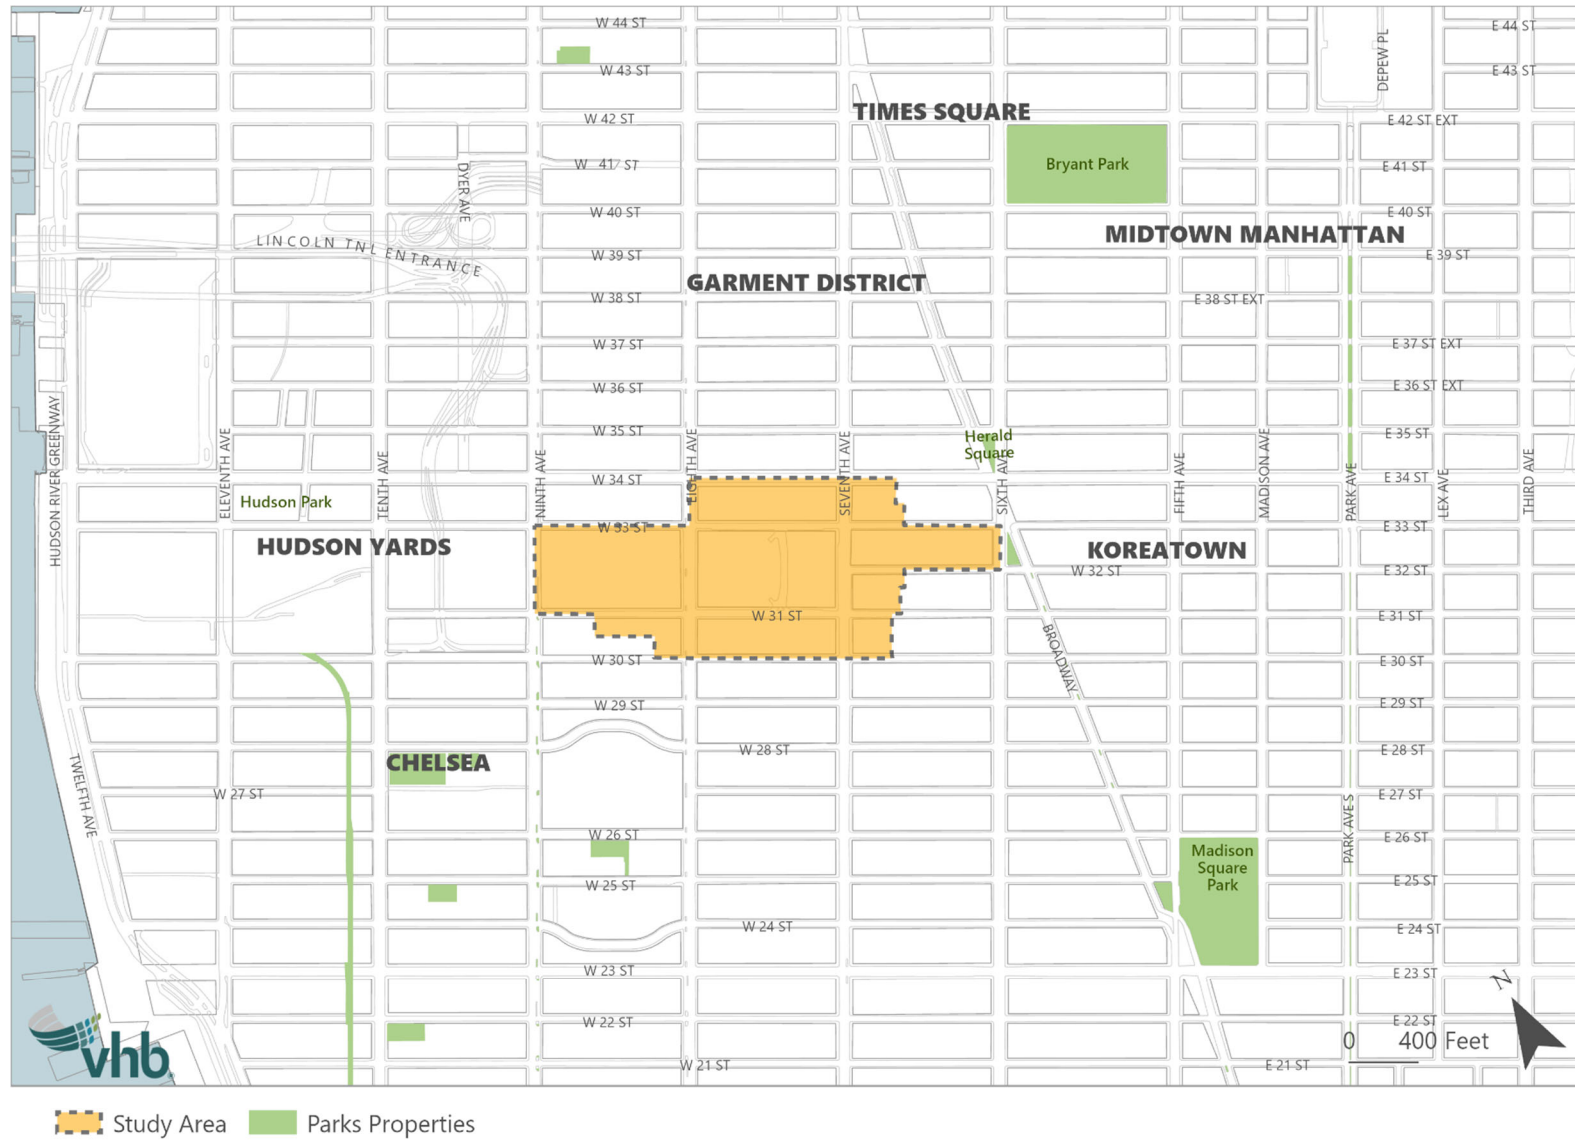 W 44 ST
E 44 ST
DEPEW PL
W 43 ST
E 43 ST
TIMES SQUARE
W 42 ST
E 42 ST EXT
Bryant Park
W 41 ST
E 41 ST
DYER AVE
W 40 ST
E 40 ST
MIDTOWN MANHATTAN
LINCOLN TNL ENTRANCE
W 39 ST
E 39 ST
GARMENT DISTRICT
W 38 ST
E 38 ST EXT
W 37 ST
E 37 ST EXT
W 36 ST
E 36 ST EXT
W 35 ST
E 35 ST
Herald
Square
HUDSON RIVER GREENWAY
ELEVENTH AVE
TENTH AVE
NINTH AVE
EIGHTH AVE
SEVENTH AVE
SIXTH AVE
FIFTH AVE
MADISON AVE
PARK AVE
LEX AVE
THIRD AVE
W 34 ST
E 34 ST
Hudson Park
W 33 ST
E 33 ST
HUDSON YARDS
KOREATOWN
W 32 ST
E 32 ST
W 31 ST
E 31 ST
BROADWAY
W 30 ST
E 30 ST
W 29 ST
E 29 ST
W 28 ST
E 28 ST
CHELSEA
W 27 ST
E 27 ST
TWELFTH AVE
PARK AVE S
W 26 ST
E 26 ST
Madison
Square
Park
W 25 ST
E 25 ST
W 24 ST
E 24 ST
W 23 ST
E 23 ST
N
W 22 ST
E 22 ST
0 400 Feet
vhb
W 21 ST
E 21 ST
Study Area
Parks Properties